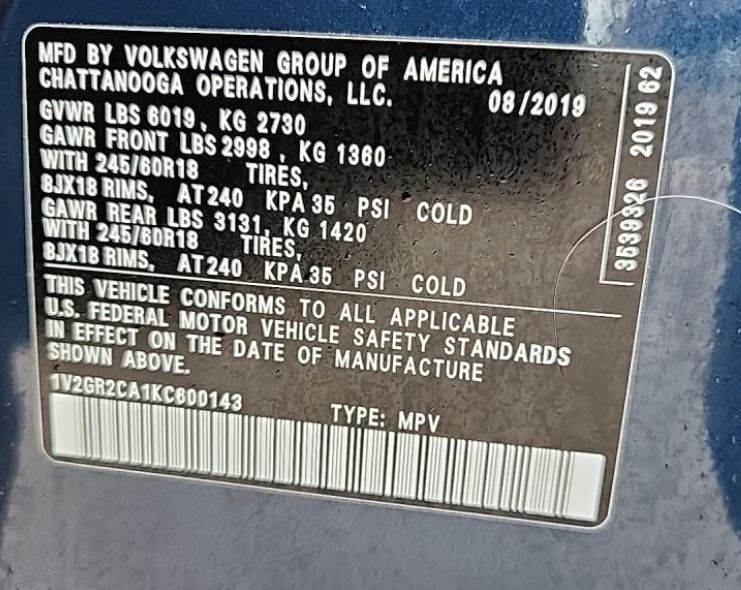 MFD BY VOLKSWAGEN GROUP OF AMERICA
CHATTANOOGA OPERATIONS, LLC. 08/2019
GVWR LBS 6019, KG 2730
GAWR FRONT LBS 2998, KG 1360
WITH 245/60R18 TIRES,
8JX18 RIMS, AT 240 KPA 35 PSI COLD
GAWR REAR LBS 3131, KG 1420
WITH 245/60R18 TIRES,
8JX18 RIMS, AT 240 KPA 35 PSI COLD
THIS VEHICLE CONFORMS TO ALL APPLICABLE
U.S. FEDERAL MOTOR VEHICLE SAFETY STANDARDS
IN EFFECT ON THE DATE OF MANUFACTURE
SHOWN ABOVE.
1V2GR2CA1KC600143 TYPE: MPV
3539326 2019 62